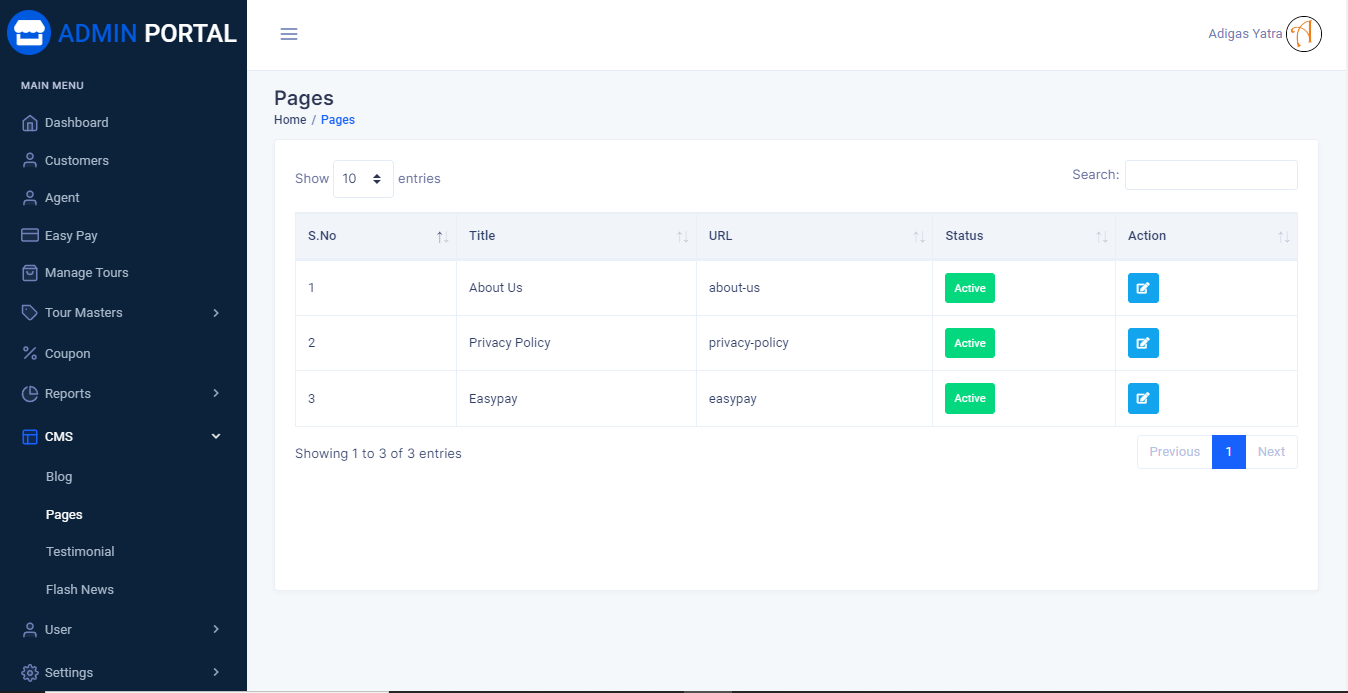 ADMIN PORTAL
Adigas Yatra
MAIN MENU
Dashboard
Customers
Agent
Easy Pay
Manage Tours
Tour Masters
Coupon
Reports
CMS
Blog
Pages
Testimonial
Flash News
User
Settings
Pages
Home / Pages
Show 10 entries
Search:
S.No Title URL Status Action
1 About Us about-us Active
2 Privacy Policy privacy-policy Active
3 Easypay easypay Active
Showing 1 to 3 of 3 entries
Previous 1 Next